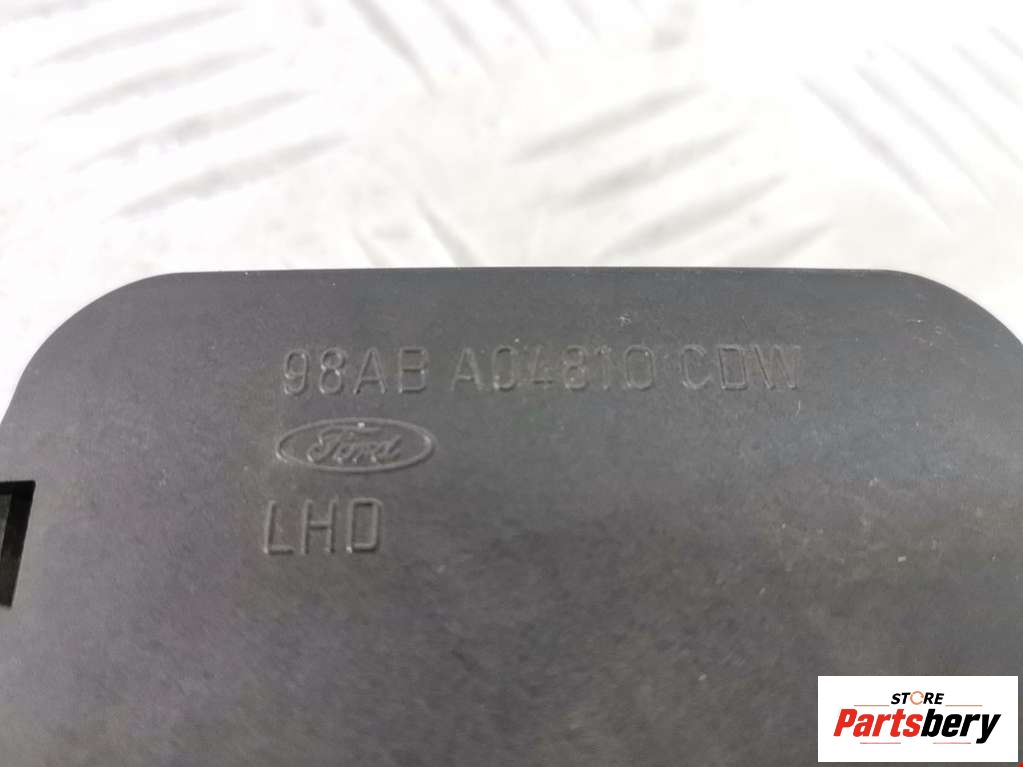 98AB A04810 CDW
Ford
LHD
STORE
Partsbery